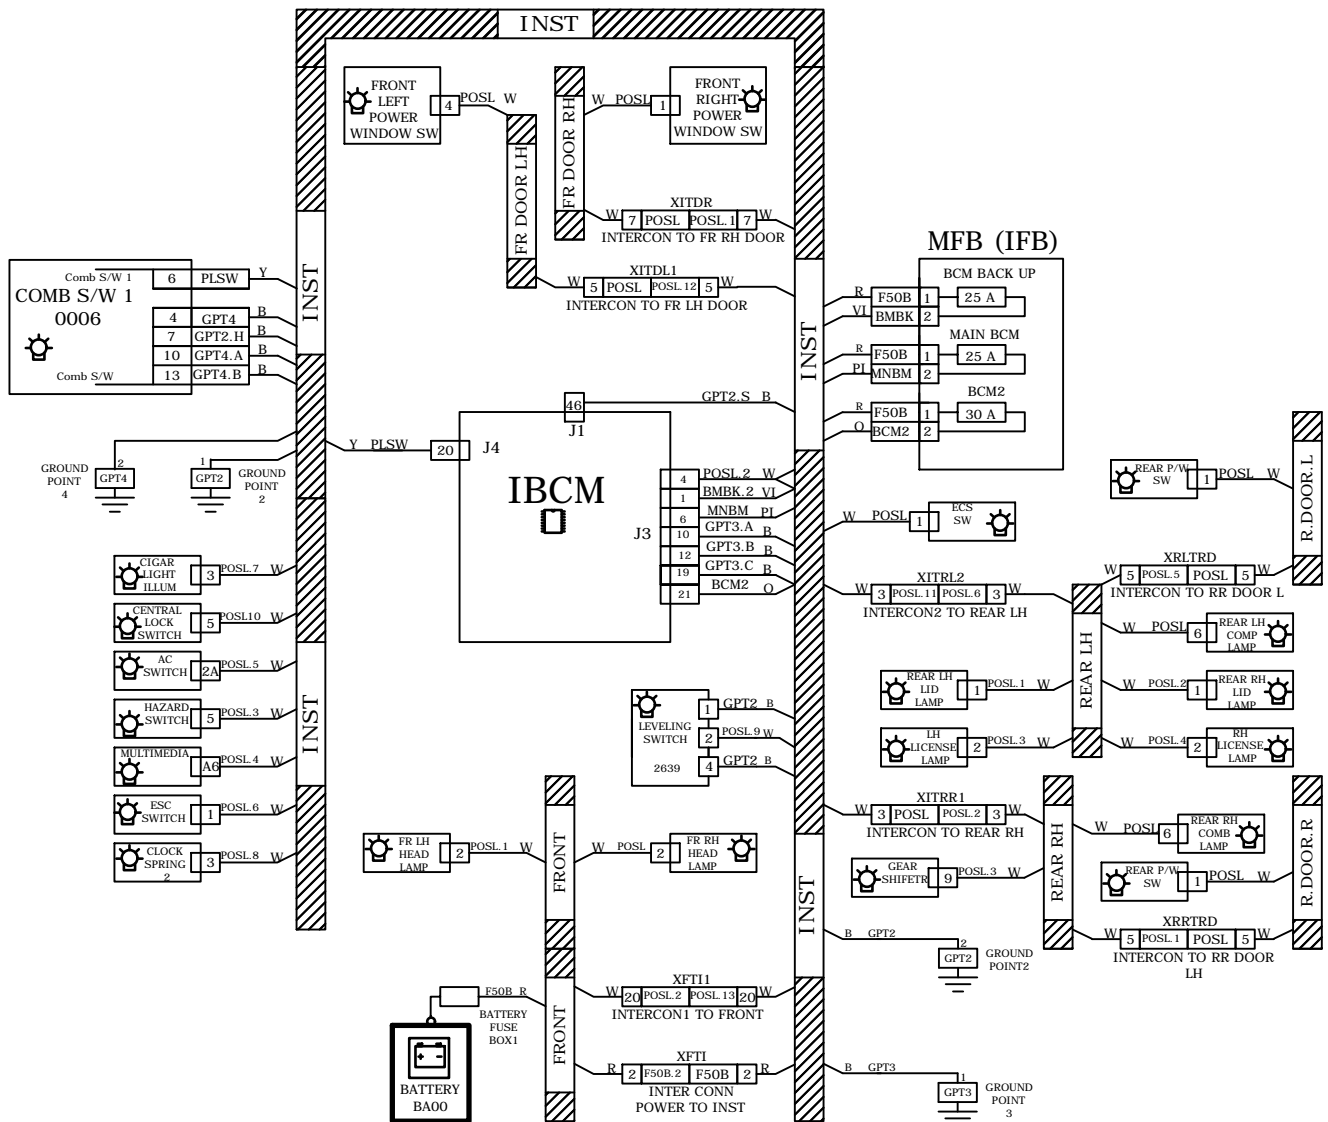 INST
FRONT
LEFT
POWER
WINDOW SW
4 POSL W
FR DOOR LH
FR DOOR RH
W POSL 1
FRONT
RIGHT
POWER
WINDOW SW
XITDR
W 7 POSL POSL.1 7 W
INTERCON TO FR RH DOOR
XITDL1
W 5 POSL POSL.12 5 W
INTERCON TO FR LH DOOR
INST
INST
Comb S/W 1 6 PLSW Y
COMB S/W 1
0006
4 GPT4 B
7 GPT2.H B
10 GPT4.A B
Comb S/W 13 GPT4.B B
MFB (IFB)
BCM BACK UP
R F50B 1 25 A
VI BMBK 2
MAIN BCM
R F50B 1 25 A
PI MNBM 2
BCM2
R F50B 1 30 A
O BCM2 2
GROUND
POINT
4
2
GPT4
1
GPT2
GROUND
POINT
2
Y PLSW 20 J4
46 GPT2.S B
J1
IBCM
J3
4 POSL.2 W
1 BMBK.2 VI
6 MNBM PI
10 GPT3.A B
12 GPT3.B B
19 GPT3.C B
21 BCM2 O
W POSL 1
ECS
SW
REAR P/W
SW
1 POSL W
R.DOOR.L
CIGAR
LIGHT
ILLUM
3 POSL.7 W
CENTRAL
LOCK
SWITCH
5 POSL10 W
AC
SWITCH
2A POSL.5 W
HAZARD
SWITCH
5 POSL.3 W
MULTIMEDIA
A6 POSL.4 W
ESC
SWITCH
1 POSL.6 W
CLOCK
SPRING
2
3 POSL.8 W
INST
XITRL2
W 3 POSL.11 POSL.6 3 W
INTERCON2 TO REAR LH
XRLTRD
W 5 POSL.5 POSL 5 W
INTERCON TO RR DOOR L
REAR LH
W POSL 6
REAR LH
COMP
LAMP
REAR LH
LID
LAMP
1 POSL.1 W
W POSL.2 1
REAR RH
LID
LAMP
LH
LICENSE
LAMP
2 POSL.3 W
W POSL.4 2
RH
LICENSE
LAMP
LEVELING
SWITCH
2639
1 GPT2 B
2 POSL.9 W
4 GPT2 B
XITRR1
W 3 POSL POSL.2 3 W
INTERCON TO REAR RH
REAR RH
W POSL 6
REAR RH
COMB
LAMP
GEAR
SHIFETR
9 POSL.3 W
REAR P/W
SW
1 POSL W
R.DOOR.R
XRRTRD
W 5 POSL.1 POSL 5 W
INTERCON TO RR DOOR
LH
FR LH
HEAD
LAMP
2 POSL.1 W
FRONT
W POSL 2
FR RH
HEAD
LAMP
INST
B GPT2 2
GPT2
GROUND
POINT2
XFTI1
W 20 POSL.2 POSL.13 20 W
INTERCON1 TO FRONT
F50B R
BATTERY
FUSE
BOX1
FRONT
XFTI
R 2 F50B.2 F50B 2 R
INTER CONN
POWER TO INST
BATTERY
BA00
B GPT3 1
GPT3
GROUND
POINT
3